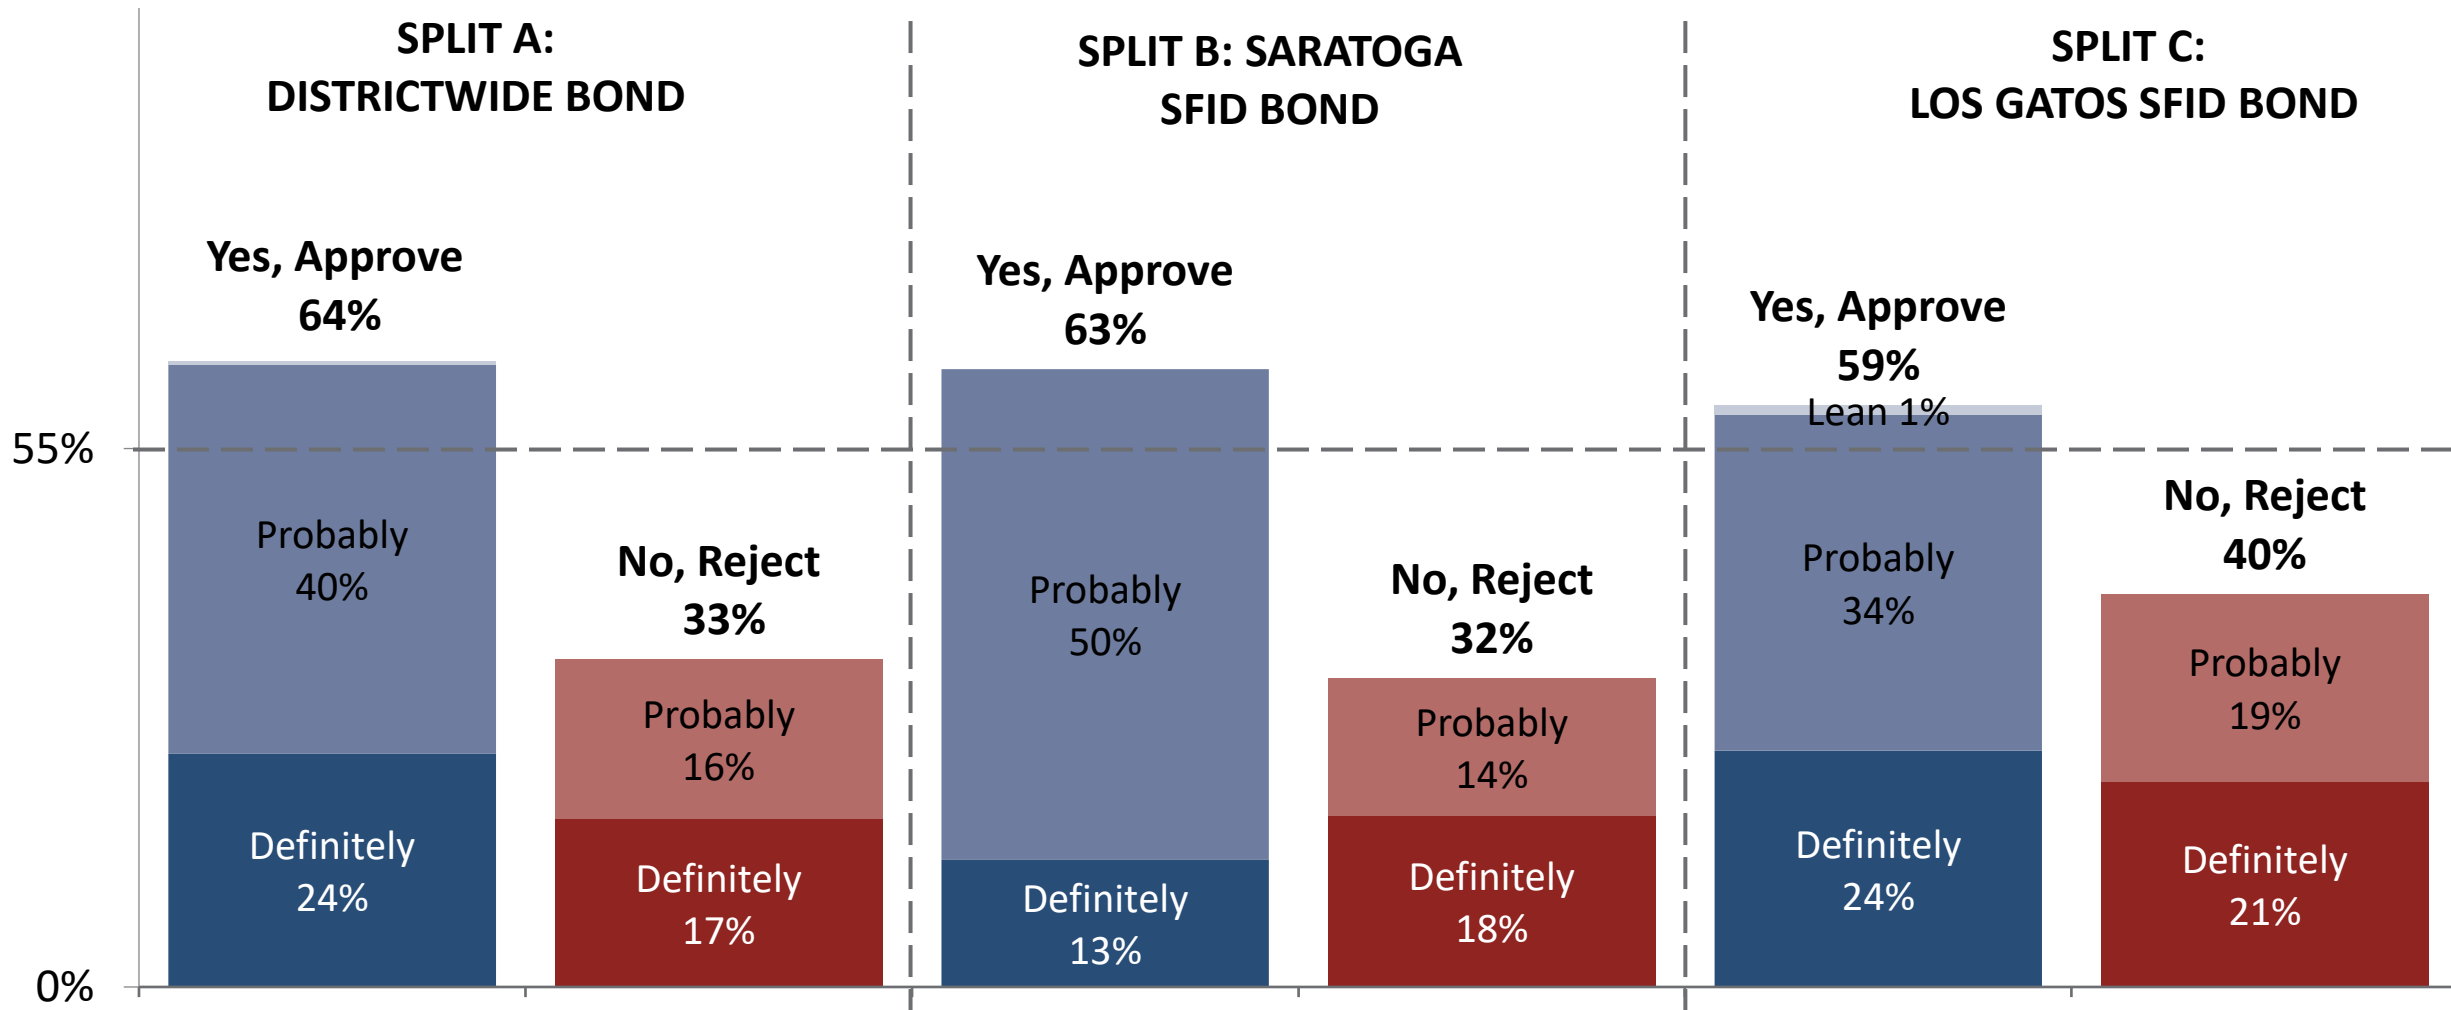 SPLIT A:
DISTRICTWIDE BOND
Yes, Approve
64%
Probably
40%
Definitely
24%
No, Reject
33%
Probably
16%
Definitely
17%
SPLIT B: SARATOGA
SFID BOND
Yes, Approve
63%
Probably
50%
Definitely
13%
No, Reject
32%
Probably
14%
Definitely
18%
SPLIT C:
LOS GATOS SFID BOND
Yes, Approve
59%
Lean 1%
Probably
34%
Definitely
24%
No, Reject
40%
Probably
19%
Definitely
21%
55%
0%